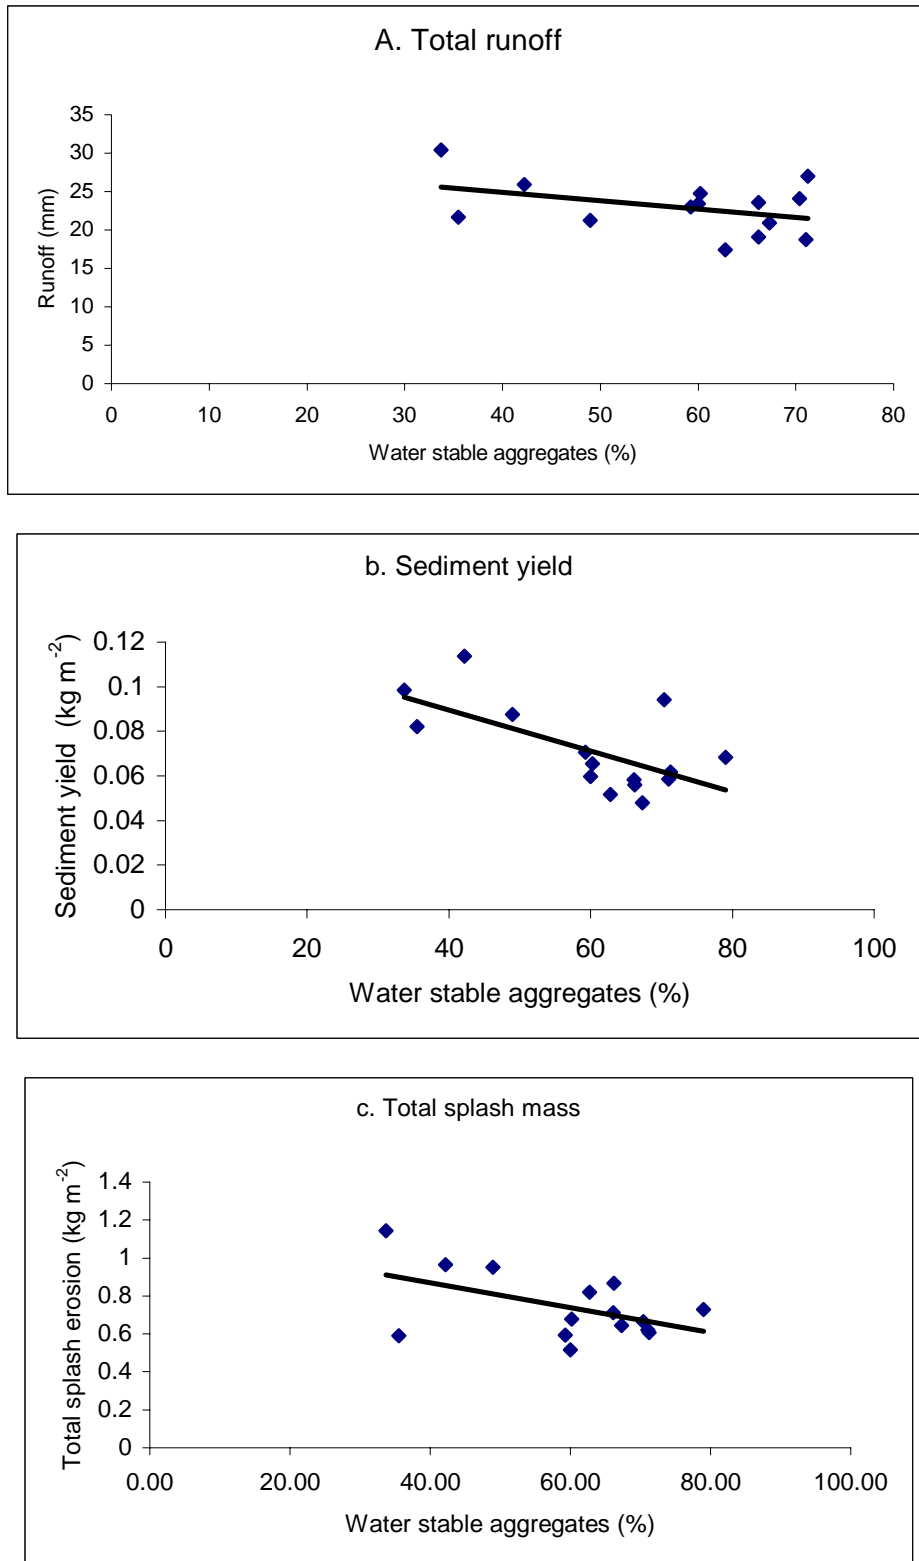 A. Total runoff
35
30
25
20
15
10
5
0
Runoff (mm)
0 10 20 30 40 50 60 70 80
Water stable aggregates (%)
b. Sediment yield
0.12
0.1
0.08
0.06
0.04
0.02
0
Sediment yield (kg m⁻²)
0 20 40 60 80 100
Water stable aggregates (%)
c. Total splash mass
1.4
1.2
1
0.8
0.6
0.4
0.2
0
Total splash erosion (kg m⁻²)
0.00 20.00 40.00 60.00 80.00 100.00
Water stable aggregates (%)